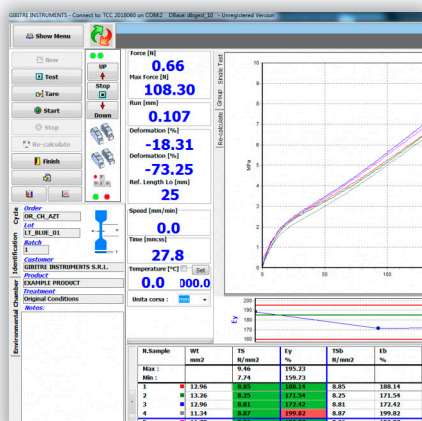 GIBITRE INSTRUMENTS - Connect to: TCC 2018060 on COM:2 DBase: dbgest_10 - Unregistered Version
Show Menu
New
Test
Tare
Start
Stop
Re-calculate
Finish
UP
Stop
Down
Order
OR_CH_AZT
Lot
LT_BLUE_01
Batch
1
Customer
GIBITRE INSTRUMENTS S.R.L.
Product
EXAMPLE PRODUCT
Treatment
Original Conditions
Notes:
Cycle
Identification
Environmental Chamber
Force [N]
0.66
Max Force [N]
108.30
Run [mm]
0.107
Deformation [%]
-18.31
Deformation [%]
-73.25
Ref. Length Lo [mm]
25
Speed [mm/min]
0.0
Time [mm:ss]
27.8
Temperature [°C] Set
0.0 000.0
Unita corsa : mm
Single Test
Group
Re-calculate
MPa
10
9
8
7
6
5
4
3
2
1
0
0 50 100
Ey
200
190
180
170
160
N.Sample Wt TS Ey TSb Eb
mm2 N/mm2 % N/mm2 %
Max : 9.46 195.23
Min : 7.74 159.73
1 12.96 8.85 188.14 8.85 188.14
2 13.26 8.25 171.54 8.25 171.54
3 12.96 8.81 172.42 8.81 172.42
4 11.34 8.87 199.82 8.87 199.82